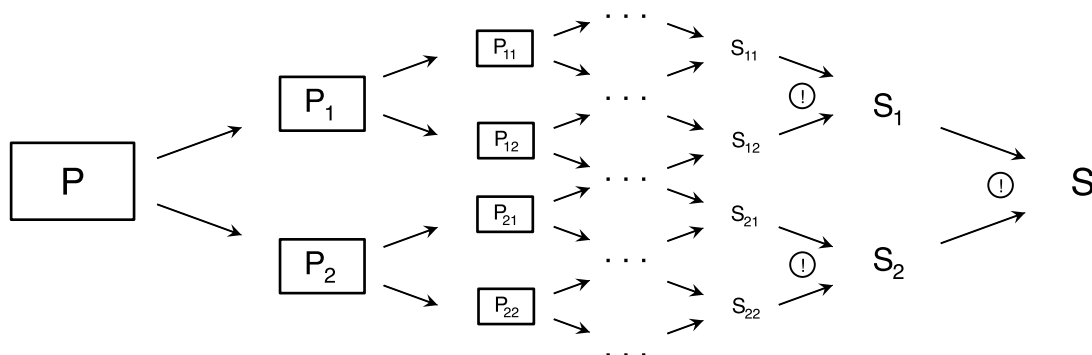 P
P₁
P₂
P₁₁
P₁₂
P₂₁
P₂₂
. . .
. . .
. . .
. . .
. . .
S₁₁
S₁₂
S₂₁
S₂₂
!
!
S₁
S₂
!
S